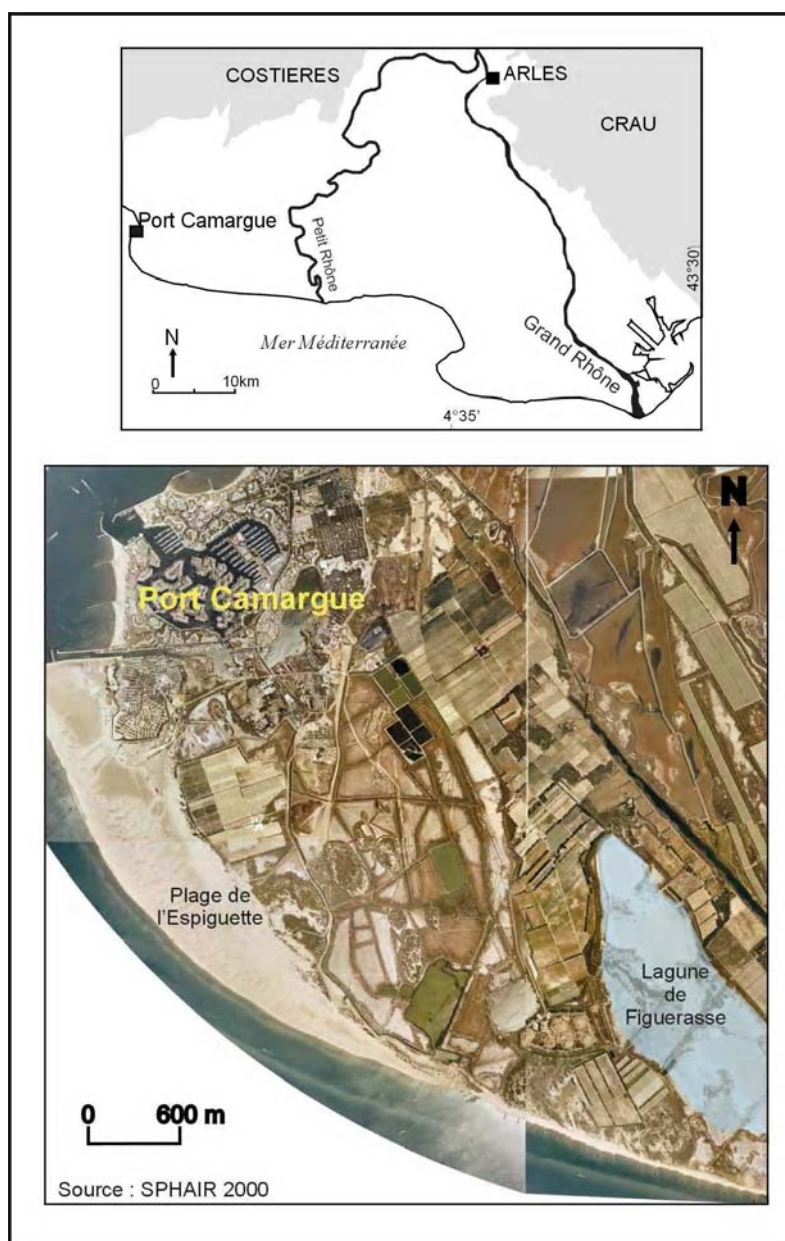 COSTIERES
ARLES
CRAU
Port Camargue
Petit Rhône
43°30'
N
Mer Méditerranée
Grand Rhône
0 10km
4°35'
N
Port Camargue
Plage de
l'Espiguette
Lagune
de
Figuerasse
0 600 m
Source : SPHAIR 2000